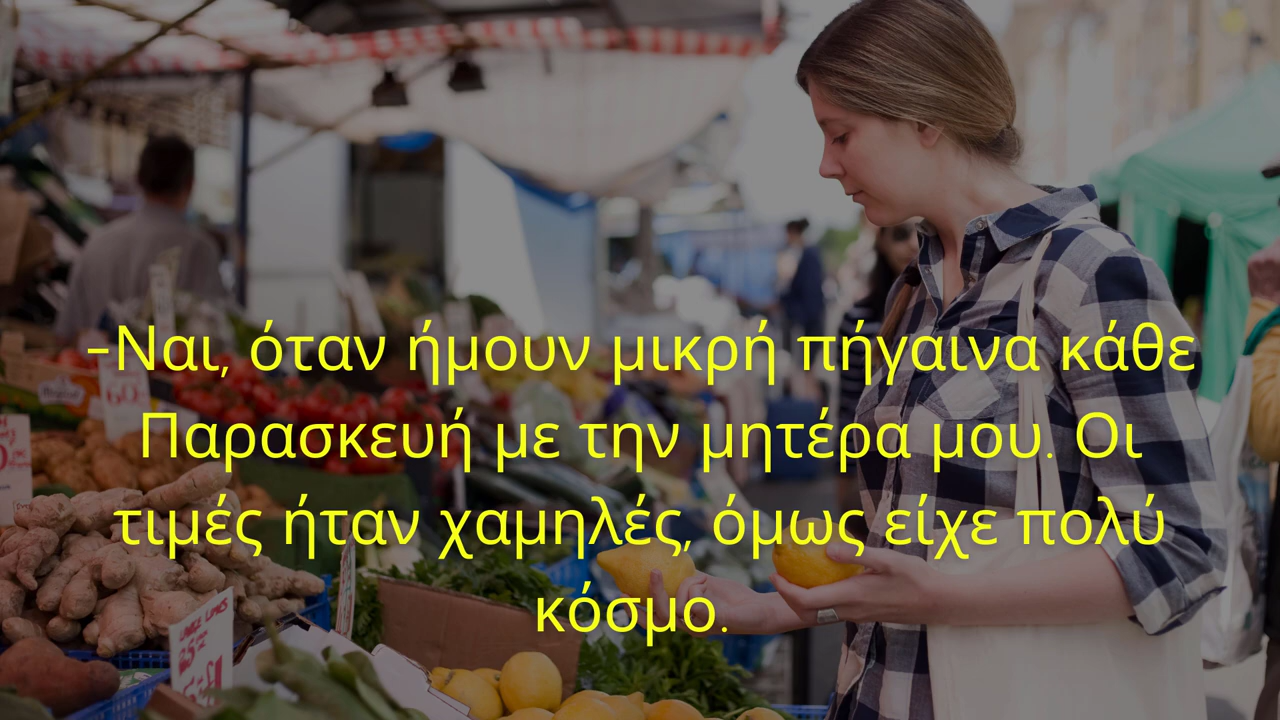 -Ναι, όταν ήμουν μικρή πήγαινα κάθε
Παρασκευή με την μητέρα μου. Οι
τιμές ήταν χαμηλές, όμως είχε πολύ
κόσμο.
60